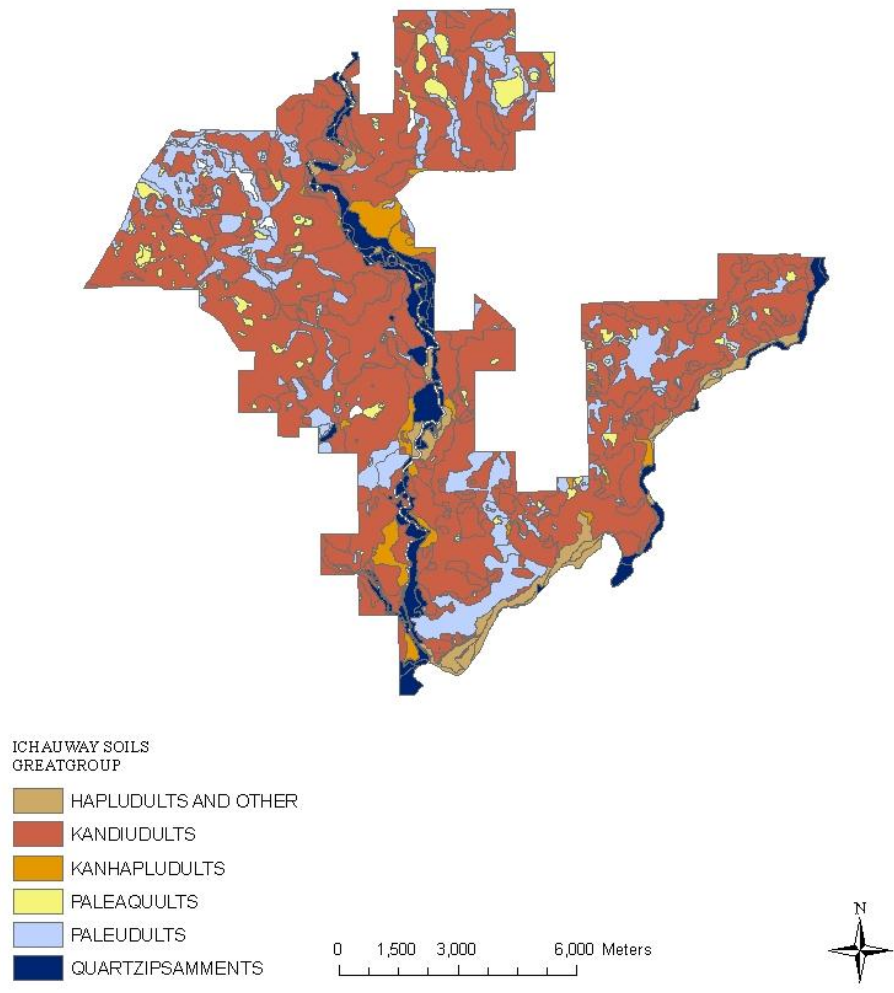 ICHAUWAY SOILS
GREATGROUP
HAPLUDULTS AND OTHER
KANDIUDULTS
KANHAPLUDULTS
PALEAQUULTS
PALEUDULTS
QUARTZIPSAMMENTS
0 1,500 3,000 6,000 Meters
N